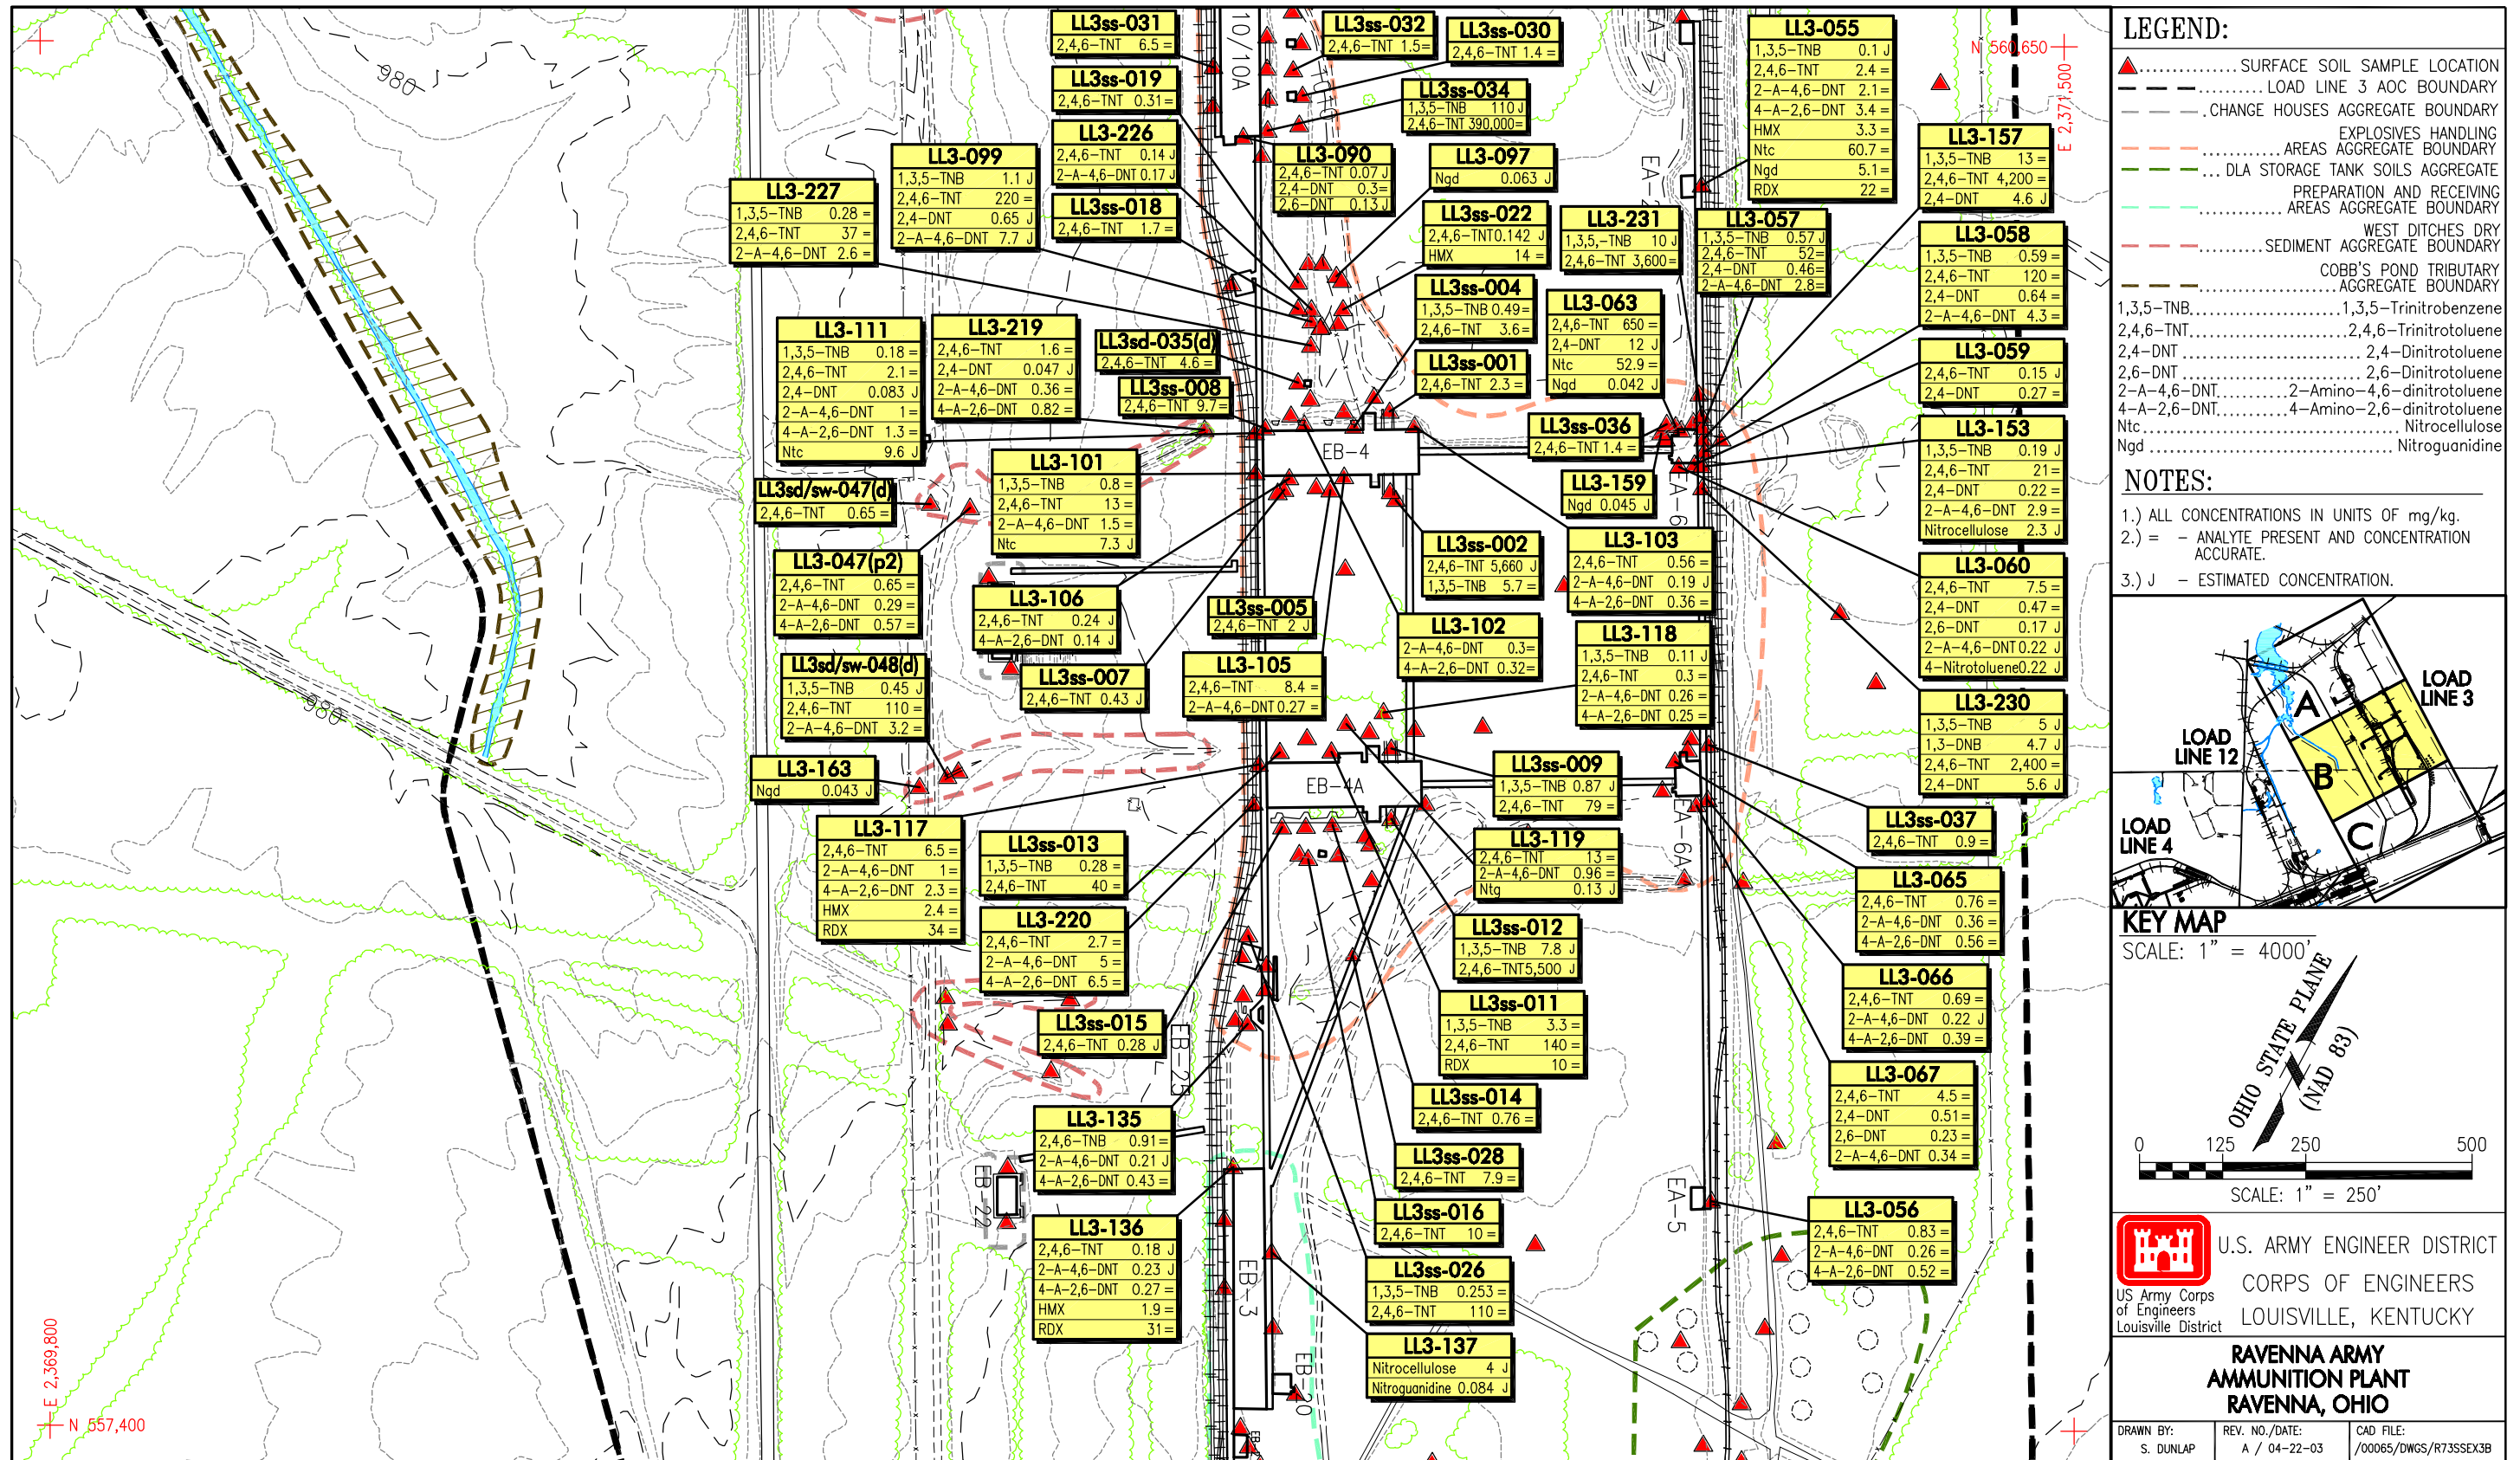 LL3ss-031
2,4,6-TNT 6.5 =
LL3ss-019
2,4,6-TNT 0.31=
LL3-226
2,4,6-TNT 0.14 J
2-A-4,6-DNT 0.17 J
LL3ss-018
2,4,6-TNT 1.7 =
LL3-099
1,3,5-TNB 1.1 J
2,4,6-TNT 220 =
2,4-DNT 0.65 J
2-A-4,6-DNT 7.7 J
LL3-227
1,3,5-TNB 0.28 =
2,4,6-TNT 37 =
2-A-4,6-DNT 2.6 =
LL3ss-032
2,4,6-TNT 1.5=
LL3ss-030
2,4,6-TNT 1.4 =
LL3ss-034
1,3,5-TNB 110 J
2,4,6-TNT 390,000=
LL3-090
2,4,6-TNT 0.07 J
2,4-DNT 0.3=
2,6-DNT 0.13 J
LL3-097
Ngd 0.063 J
LL3ss-022
2,4,6-TNT0.142 J
HMX 14 =
LL3ss-004
1,3,5-TNB 0.49=
2,4,6-TNT 3.6=
LL3ss-001
2,4,6-TNT 2.3 =
LL3-055
1,3,5-TNB 0.1 J
2,4,6-TNT 2.4 =
2-A-4,6-DNT 2.1=
4-A-2,6-DNT 3.4 =
HMX 3.3 =
Ntc 60.7 =
Ngd 5.1=
RDX 22 =
LL3-231
1,3,5,-TNB 10 J
2,4,6-TNT 3,600=
LL3-057
1,3,5-TNB 0.57 J
2,4,6-TNT 52=
2,4-DNT 0.46=
2-A-4,6-DNT 2.8=
LL3-063
2,4,6-TNT 650 =
2,4-DNT 12 J
Ntc 52.9 =
Ngd 0.042 J
LL3-157
1,3,5-TNB 13 =
2,4,6-TNT 4,200 =
2,4-DNT 4.6 J
LL3-058
1,3,5-TNB 0.59 =
2,4,6-TNT 120 =
2,4-DNT 0.64 =
2-A-4,6-DNT 4.3 =
LL3-059
2,4,6-TNT 0.15 J
2,4-DNT 0.27 =
LL3-153
1,3,5-TNB 0.19 J
2,4,6-TNT 21=
2,4-DNT 0.22 =
2-A-4,6-DNT 2.9 =
Nitrocellulose 2.3 J
LL3-060
2,4,6-TNT 7.5 =
2,4-DNT 0.47 =
2,6-DNT 0.17 J
2-A-4,6-DNT 0.22 J
4-Nitrotoluene0.22 J
LL3-230
1,3,5-TNB 5 J
1,3-DNB 4.7 J
2,4,6-TNT 2,400 =
2,4-DNT 5.6 J
LL3-111
1,3,5-TNB 0.18 =
2,4,6-TNT 2.1=
2,4-DNT 0.083 J
2-A-4,6-DNT 1=
4-A-2,6-DNT 1.3 =
Ntc 9.6 J
LL3-219
2,4,6-TNT 1.6 =
2,4-DNT 0.047 J
2-A-4,6-DNT 0.36 =
4-A-2,6-DNT 0.82 =
LL3sd-035(d)
2,4,6-TNT 4.6 =
LL3ss-008
2,4,6-TNT 9.7=
LL3-101
1,3,5-TNB 0.8 =
2,4,6-TNT 13 =
2-A-4,6-DNT 1.5 =
Ntc 7.3 J
LL3sd/sw-047(d)
2,4,6-TNT 0.65 =
LL3-047(p2)
2,4,6-TNT 0.65 =
2-A-4,6-DNT 0.29 =
4-A-2,6-DNT 0.57 =
LL3-106
2,4,6-TNT 0.24 J
4-A-2,6-DNT 0.14 J
LL3ss-005
2,4,6-TNT 2 J
LL3sd/sw-048(d)
1,3,5-TNB 0.45 J
2,4,6-TNT 110 =
2-A-4,6-DNT 3.2 =
LL3ss-007
2,4,6-TNT 0.43 J
LL3-105
2,4,6-TNT 8.4 =
2-A-4,6-DNT 0.27 =
LL3ss-036
2,4,6-TNT 1.4 =
LL3-159
Ngd 0.045 J
LL3ss-002
2,4,6-TNT 5,660 J
1,3,5-TNB 5.7 =
LL3-103
2,4,6-TNT 0.56 =
2-A-4,6-DNT 0.19 J
4-A-2,6-DNT 0.36 =
LL3-102
2-A-4,6-DNT 0.3=
4-A-2,6-DNT 0.32=
LL3-118
1,3,5-TNB 0.11 J
2,4,6-TNT 0.3 =
2-A-4,6-DNT 0.26 =
4-A-2,6-DNT 0.25 =
LL3-163
Ngd 0.043 J
LL3-117
2,4,6-TNT 6.5 =
2-A-4,6-DNT 1=
4-A-2,6-DNT 2.3 =
HMX 2.4 =
RDX 34 =
LL3ss-013
1,3,5-TNB 0.28 =
2,4,6-TNT 40 =
LL3-220
2,4,6-TNT 2.7 =
2-A-4,6-DNT 5 =
4-A-2,6-DNT 6.5 =
LL3ss-015
2,4,6-TNT 0.28 J
LL3ss-009
1,3,5-TNB 0.87 J
2,4,6-TNT 79 =
LL3-119
2,4,6-TNT 13 =
2-A-4,6-DNT 0.96 =
Ntg 0.13 J
LL3ss-012
1,3,5-TNB 7.8 J
2,4,6-TNT5,500 J
LL3ss-011
1,3,5-TNB 3.3 =
2,4,6-TNT 140 =
RDX 10 =
LL3ss-014
2,4,6-TNT 0.76 =
LL3ss-028
2,4,6-TNT 7.9 =
LL3ss-016
2,4,6-TNT 10 =
LL3ss-026
1,3,5-TNB 0.253 =
2,4,6-TNT 110 =
LL3-137
Nitrocellulose 4 J
Nitroguanidine 0.084 J
LL3ss-037
2,4,6-TNT 0.9 =
LL3-065
2,4,6-TNT 0.76 =
2-A-4,6-DNT 0.36 =
4-A-2,6-DNT 0.56 =
LL3-066
2,4,6-TNT 0.69 =
2-A-4,6-DNT 0.22 J
4-A-2,6-DNT 0.39 =
LL3-067
2,4,6-TNT 4.5 =
2,4-DNT 0.51=
2,6-DNT 0.23 =
2-A-4,6-DNT 0.34 =
LL3-056
2,4,6-TNT 0.83 =
2-A-4,6-DNT 0.26 =
4-A-2,6-DNT 0.52 =
LL3-135
2,4,6-TNB 0.91=
2-A-4,6-DNT 0.21 J
4-A-2,6-DNT 0.43 =
LL3-136
2,4,6-TNT 0.18 J
2-A-4,6-DNT 0.23 J
4-A-2,6-DNT 0.27 =
HMX 1.9 =
RDX 31=
980
980
10/10A
EA-7
EB-4
EA-6
EB-4A
EA-6A
EB-25
EB-22
EB-3
EB-20
EA-5
N 560,650
E 2,371,500
E 2,369,800
N 557,400
LEGEND:
SURFACE SOIL SAMPLE LOCATION
LOAD LINE 3 AOC BOUNDARY
CHANGE HOUSES AGGREGATE BOUNDARY
EXPLOSIVES HANDLING
AREAS AGGREGATE BOUNDARY
DLA STORAGE TANK SOILS AGGREGATE
PREPARATION AND RECEIVING
AREAS AGGREGATE BOUNDARY
WEST DITCHES DRY
SEDIMENT AGGREGATE BOUNDARY
COBB'S POND TRIBUTARY
AGGREGATE BOUNDARY
1,3,5-TNB 1,3,5-Trinitrobenzene
2,4,6-TNT 2,4,6-Trinitrotoluene
2,4-DNT 2,4-Dinitrotoluene
2,6-DNT 2,6-Dinitotoluene
2-A-4,6-DNT 2-Amino-4,6-dinitrotoluene
4-A-2,6-DNT 4-Amino-2,6-dinitrotoluene
Ntc Nitrocellulose
Ngd Nitroguanidine
NOTES:
1.) ALL CONCENTRATIONS IN UNITS OF mg/kg.
2.) = - ANALYTE PRESENT AND CONCENTRATION
ACCURATE.
3.) J - ESTIMATED CONCENTRATION.
A
B
C
LOAD
LINE 3
LOAD
LINE 12
LOAD
LINE 4
KEY MAP
SCALE: 1" = 4000'
OHIO STATE PLANE
(NAD 83)
0 125 250 500
SCALE: 1" = 250'
US Army Corps
of Engineers
Louisville District
U.S. ARMY ENGINEER DISTRICT
CORPS OF ENGINEERS
LOUISVILLE, KENTUCKY
RAVENNA ARMY
AMMUNITION PLANT
RAVENNA, OHIO
DRAWN BY:
S. DUNLAP
REV. NO./DATE:
A / 04-22-03
CAD FILE:
/00065/DWGS/R73SSEX3B